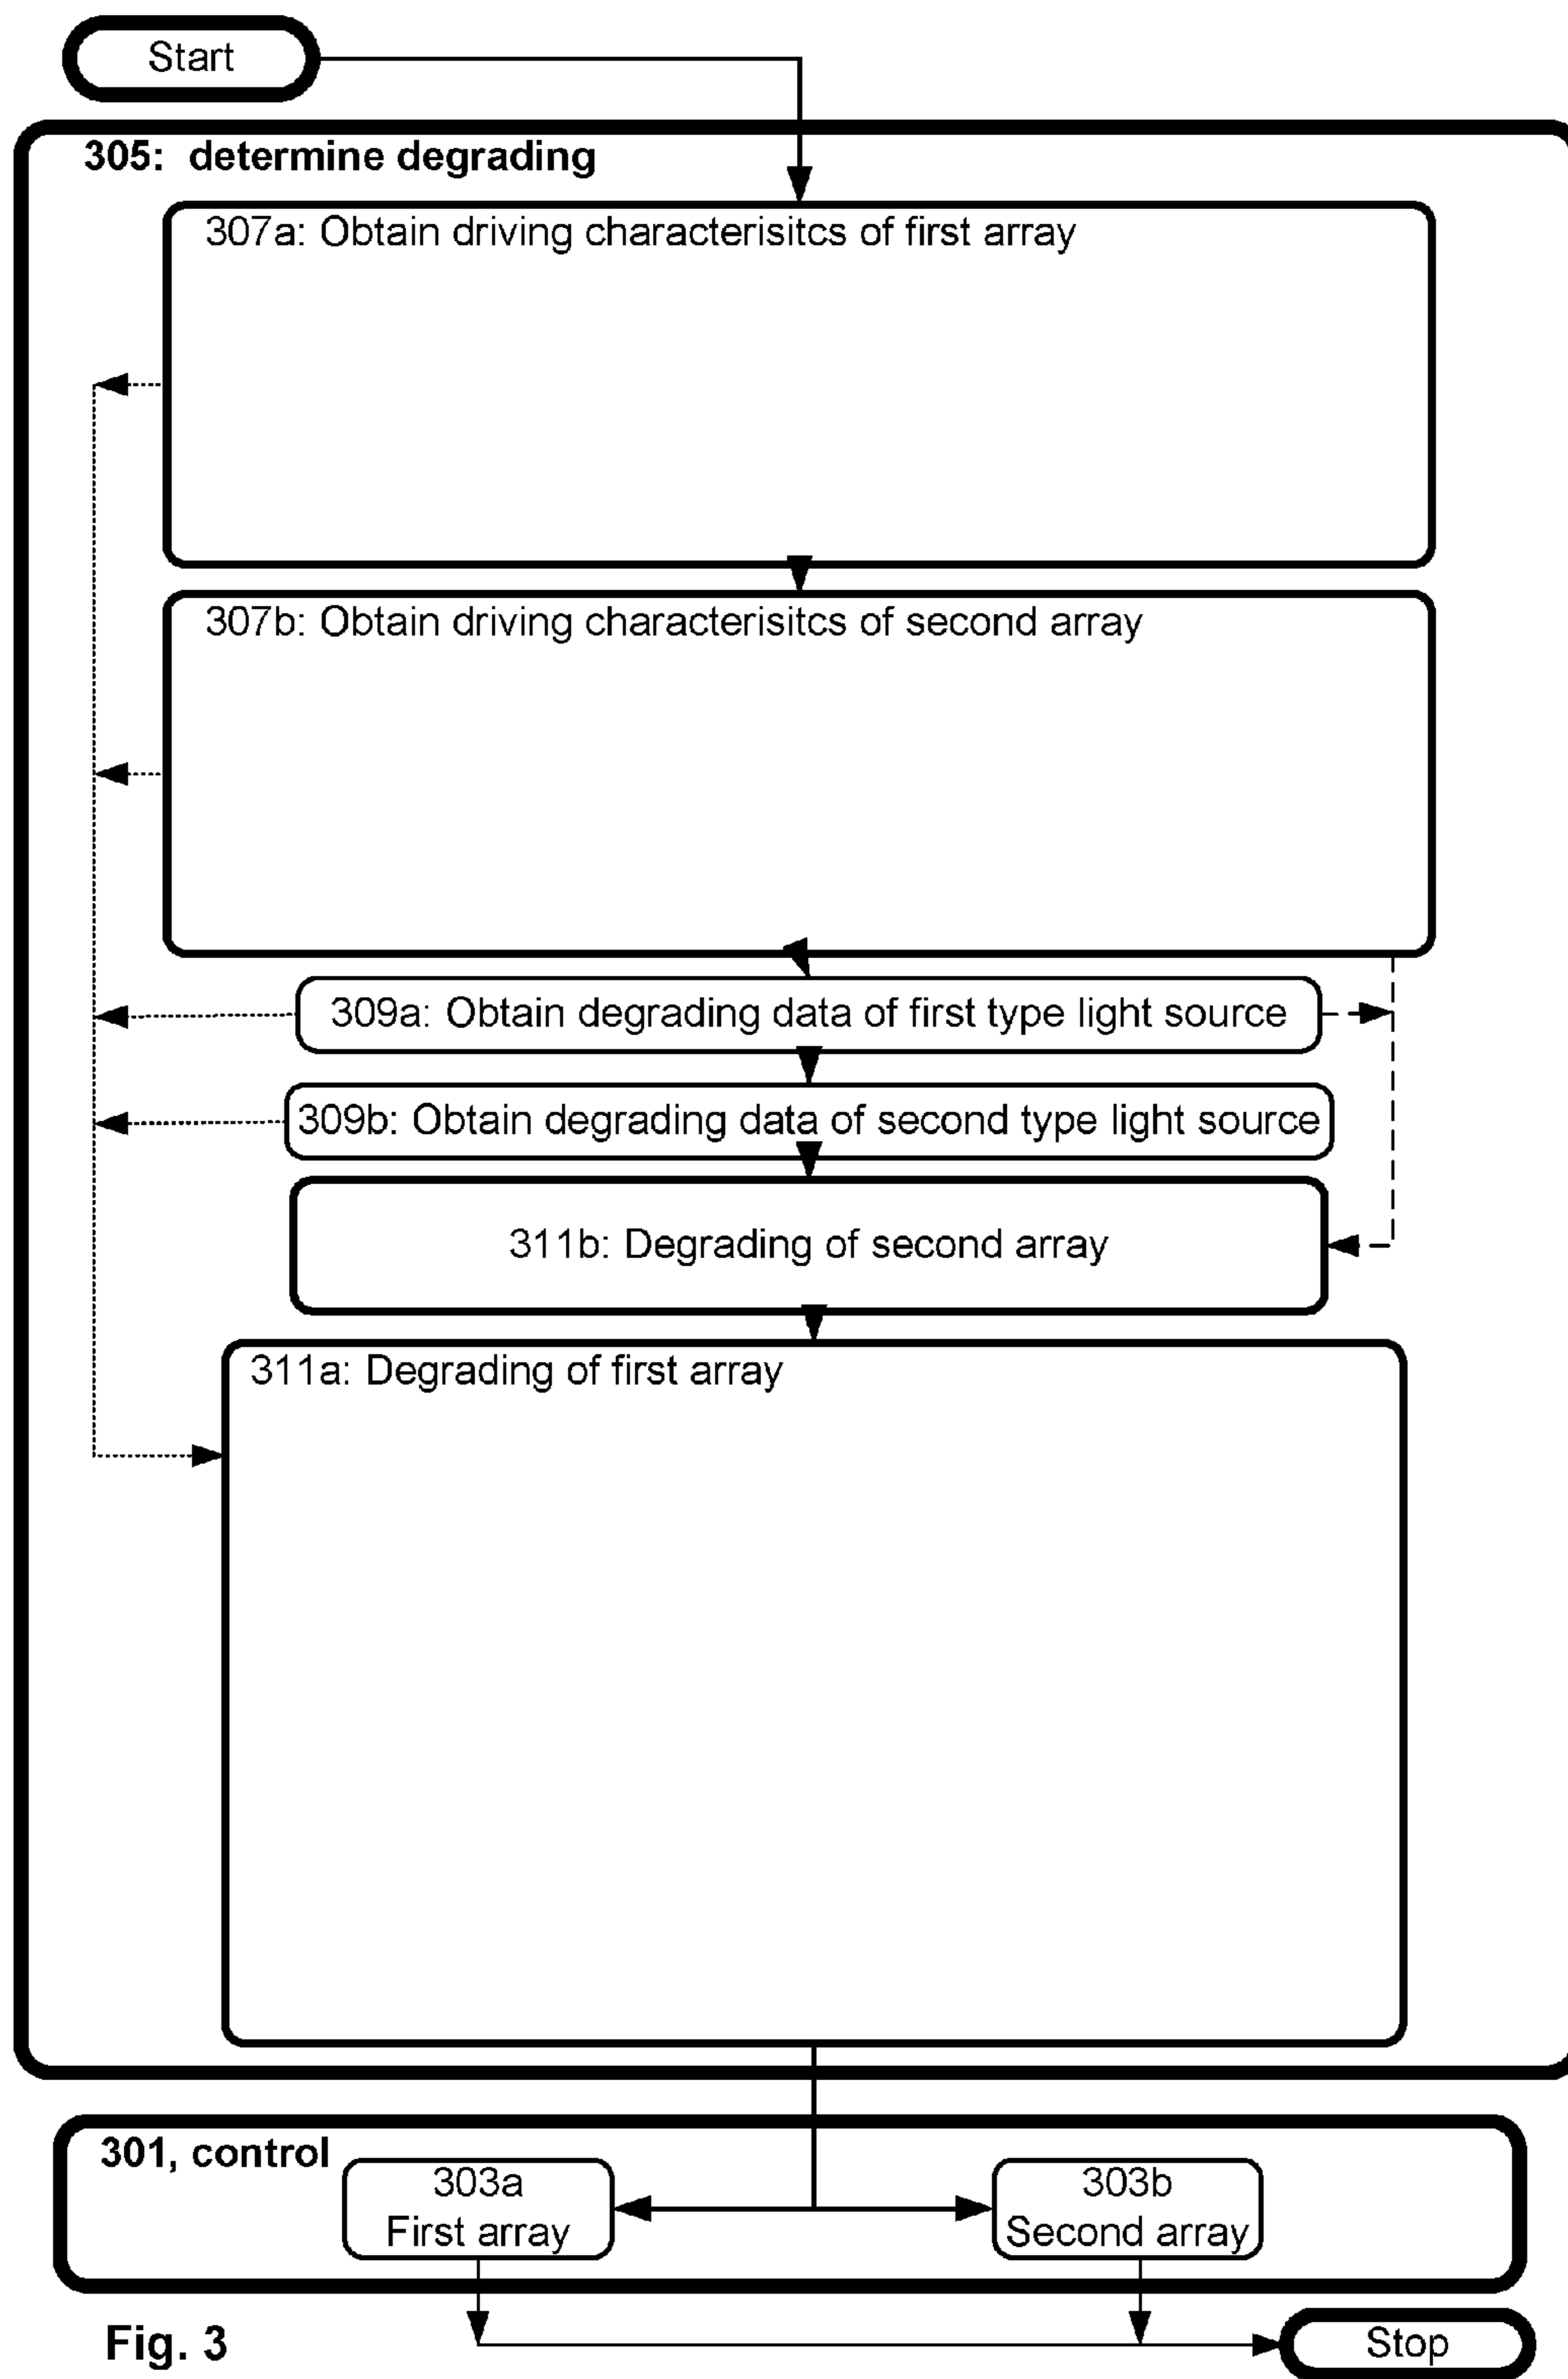 Start
305: determine degrading
307a: Obtain driving characterisitcs of first array
307b: Obtain driving characterisitcs of second array
309a: Obtain degrading data of first type light source
309b: Obtain degrading data of second type light source
311b: Degrading of second array
311a: Degrading of first array
301, control
303a
First array
303b
Second array
Fig. 3
Stop